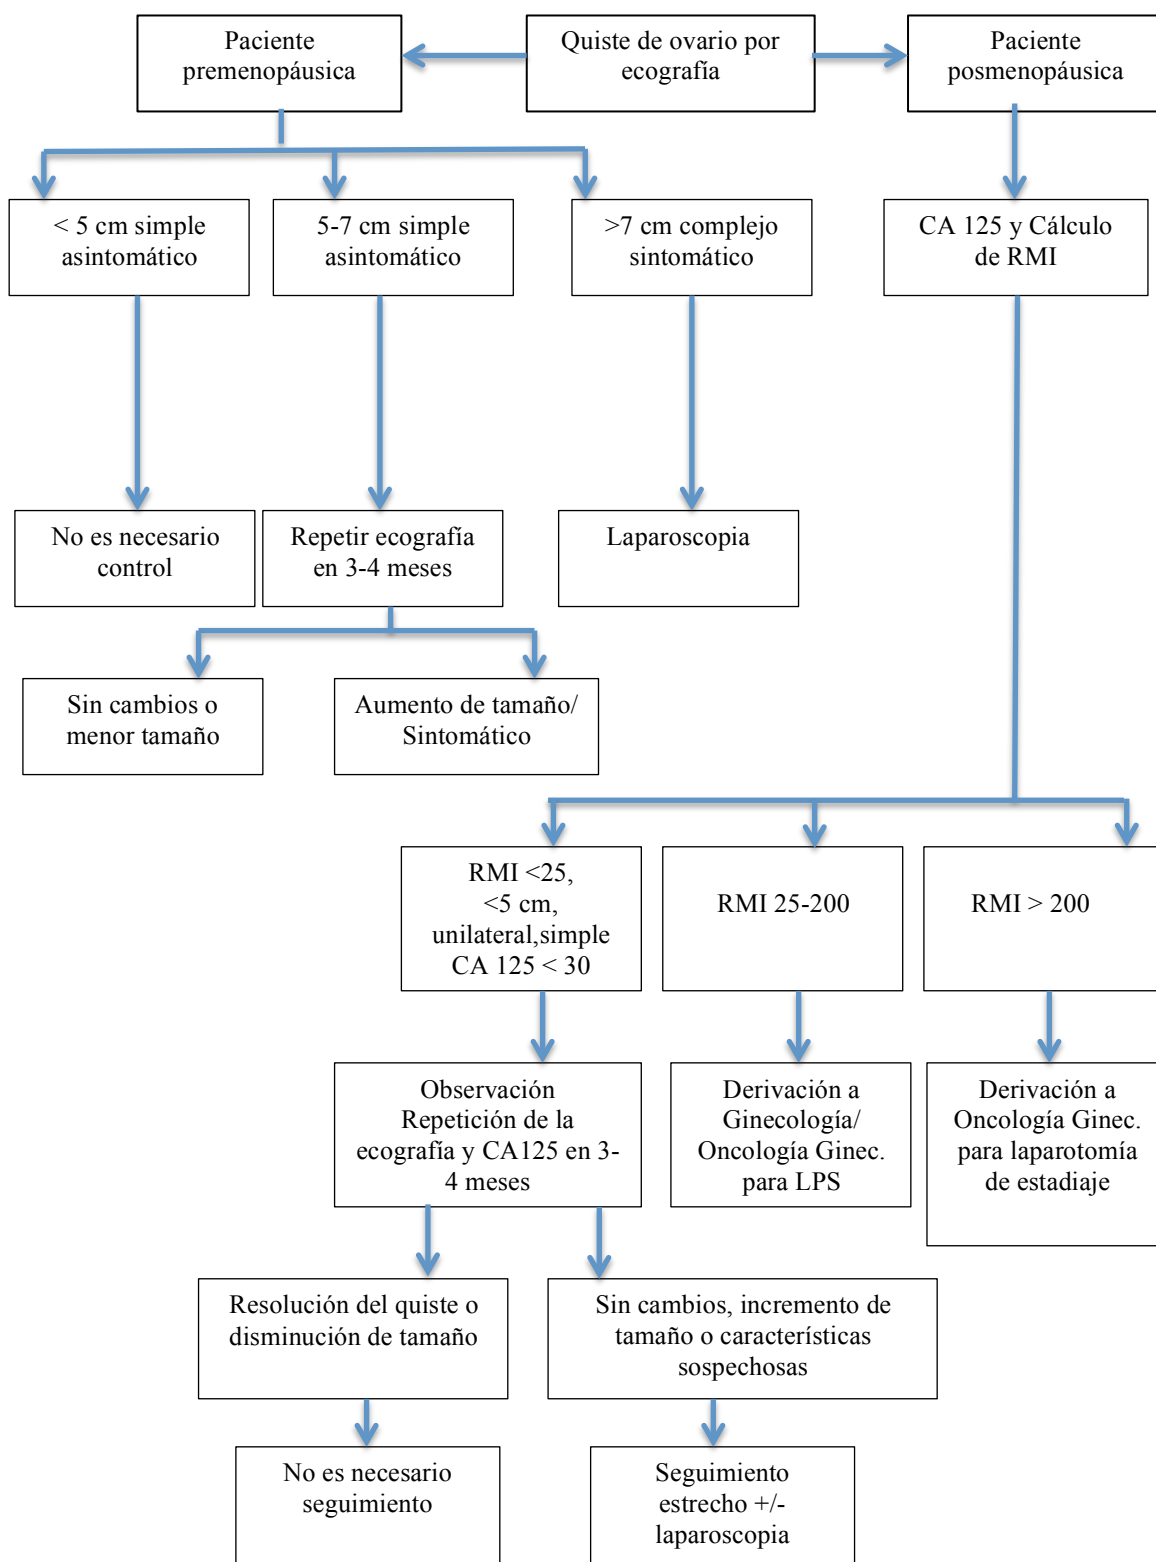 Paciente
premenopáusica
Quiste de ovario por
ecografía
Paciente
posmenopáusica
< 5 cm simple
asintomático
5-7 cm simple
asintomático
>7 cm complejo
sintomático
CA 125 y Cálculo
de RMI
No es necesario
control
Repetir ecografía
en 3-4 meses
Laparoscopia
Sin cambios o
menor tamaño
Aumento de tamaño/
Sintomático
RMI <25,
<5 cm,
unilateral,simple
CA 125 < 30
RMI 25-200
RMI > 200
Observación
Repetición de la
ecografía y CA125 en 3-
4 meses
Derivación a
Ginecología/
Oncología Ginec.
para LPS
Derivación a
Oncología Ginec.
para laparotomía
de estadiaje
Resolución del quiste o
disminución de tamaño
Sin cambios, incremento de
tamaño o características
sospechosas
No es necesario
seguimiento
Seguimiento
estrecho +/-
laparoscopia